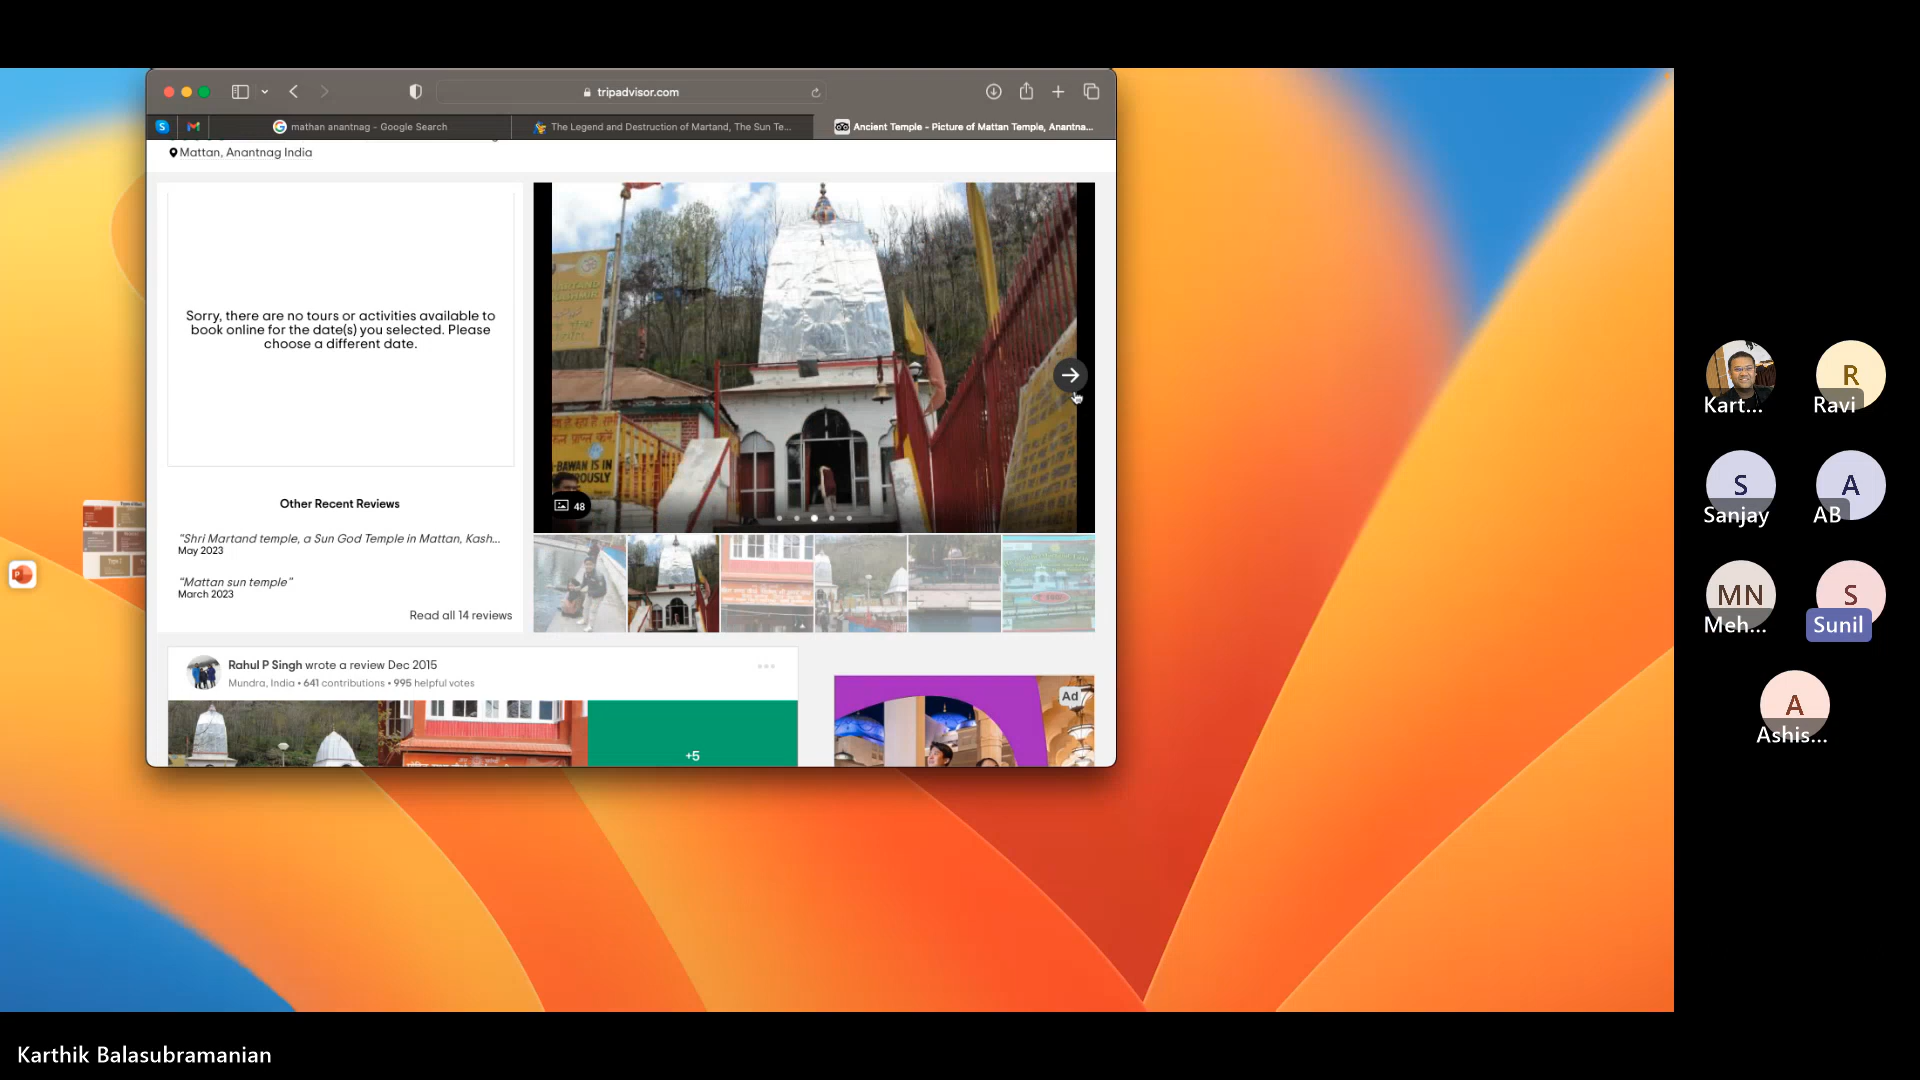 tripadvisor.com
mathan anantnag - Google Search
The Legend and Destruction of Martand, The Sun Te...
Ancient Temple - Picture of Mattan Temple, Anantna...
Mattan, Anantnag India
Sorry, there are no tours or activities available to
book online for the date(s) you selected. Please
choose a different date.
-BAWAN IS IN
48
Other Recent Reviews
"Shri Martand temple, a Sun God Temple in Mattan, Kash...
May 2023
"Mattan sun temple"
March 2023
Read all 14 reviews
Rahul P Singh wrote a review Dec 2015
Mundra, India • 641 contributions • 995 helpful votes
+5
Ad
Kart...
R
Ravi
S
Sanjay
A
AB
MN
Meh...
S
Sunil
A
Ashis...
Karthik Balasubramanian